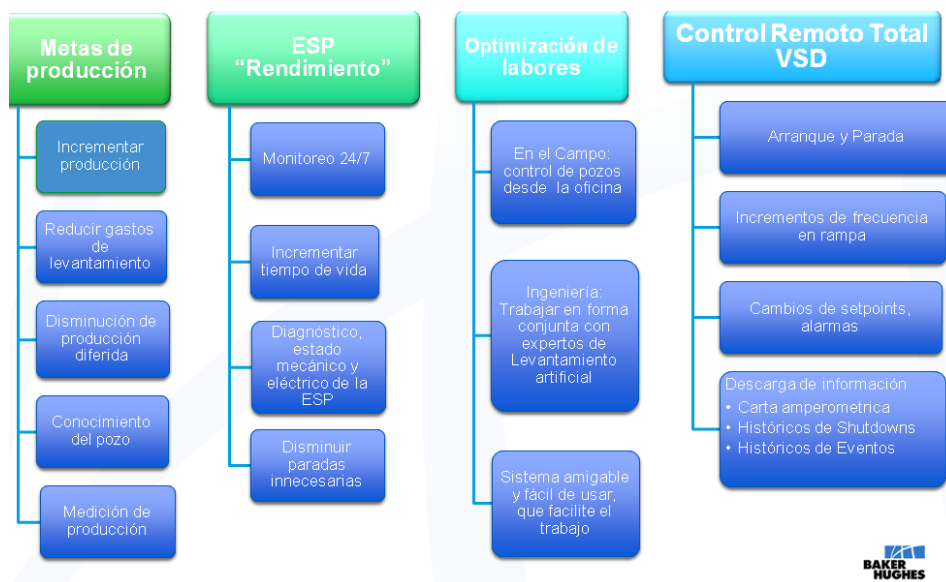 Metas de
producción
Incrementar
producción
Reducir gastos
de
levantamiento
Disminución de
producción
diferida
Conocimiento
del pozo
Medición de
producción
ESP
“Rendimiento”
Monitoreo 24/7
Incrementar
tiempo de vida
Diagnóstico,
estado
mecánico y
eléctrico de la
ESP
Disminuir
paradas
innecesarias
Optimización de
labores
En el Campo:
control de pozos
desde la oficina
Ingeniería:
Trabajar en forma
conjunta con
expertos de
Levantamiento
artificial
Sistema amigable
y fácil de usar,
que facilite el
trabajo
Control Remoto Total
VSD
Arranque y Parada
Incrementos de frecuencia
en rampa
Cambios de setpoints,
alarmas
Descarga de información
• Carta amperometrica
• Históricos de Shutdowns
• Históricos de Eventos
BAKER
HUGHES